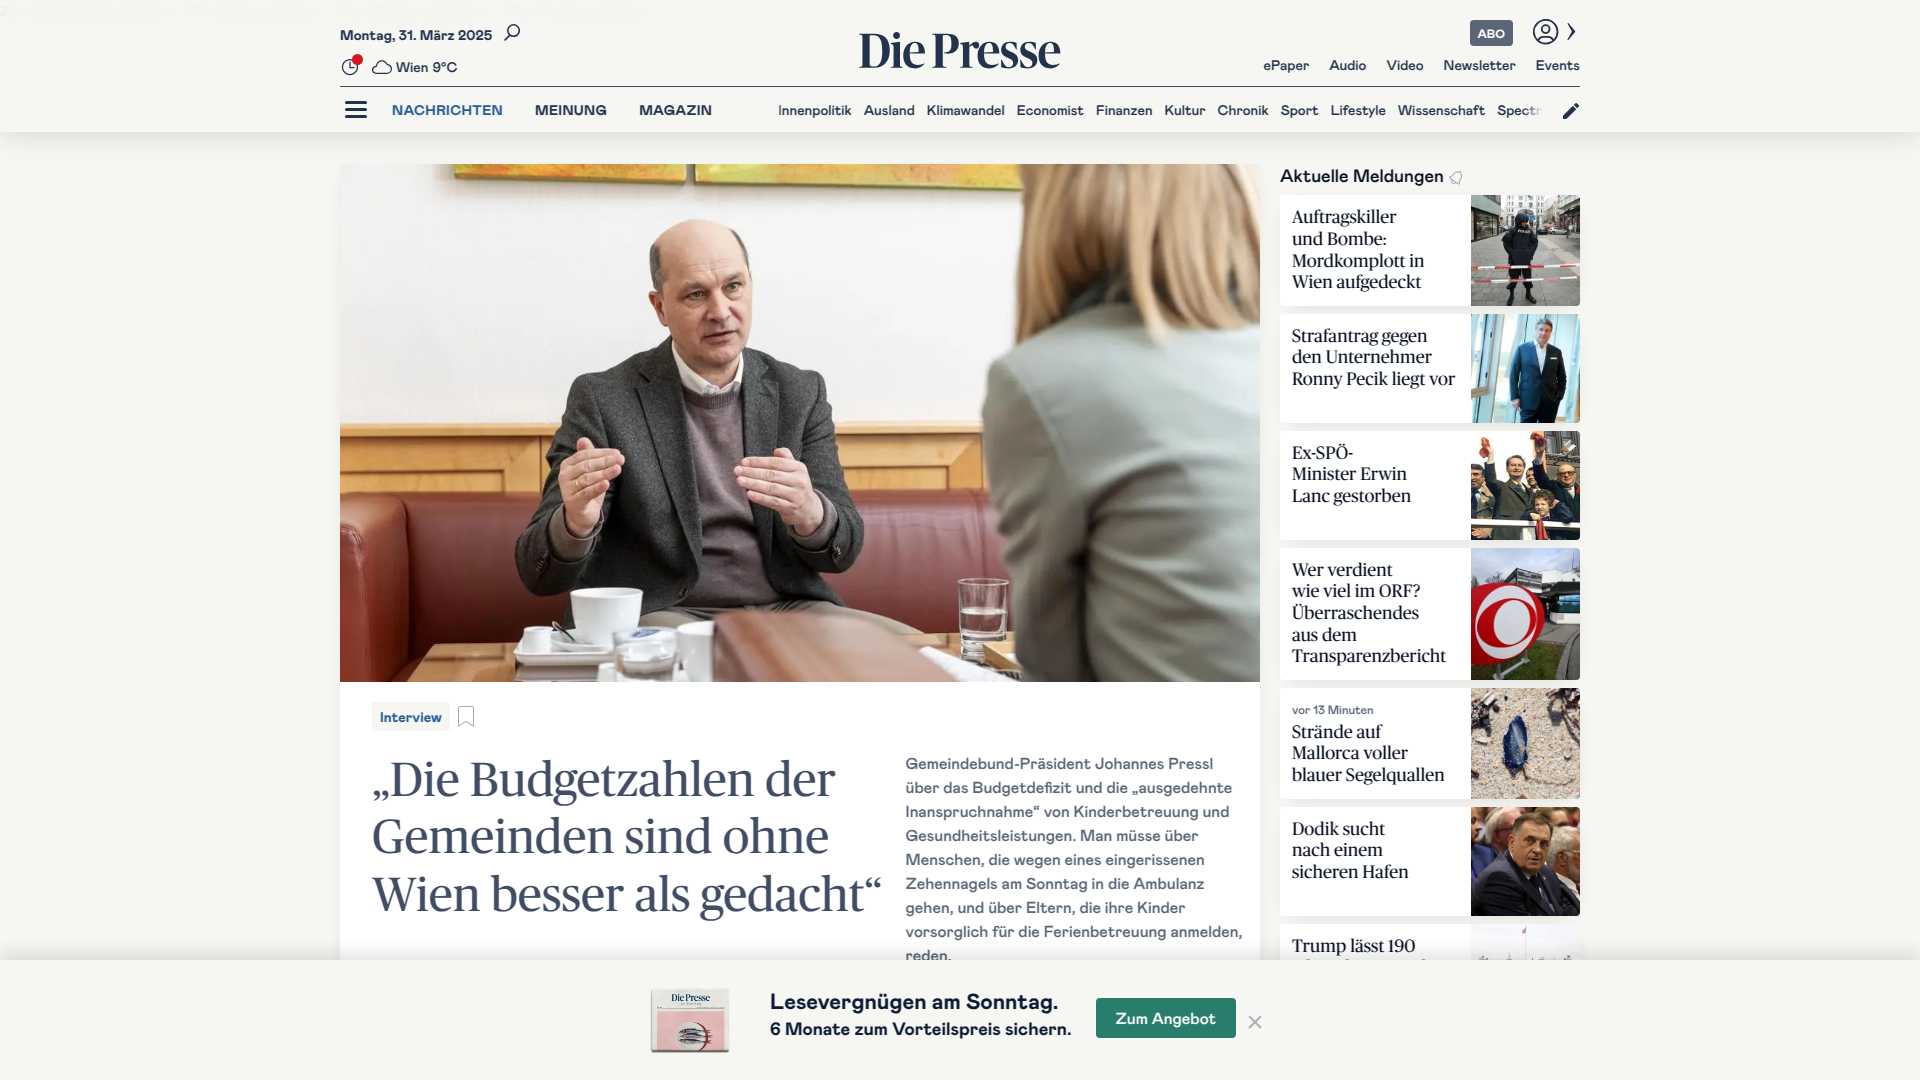 Montag, 31. März 2025
Wien 9°C
Die Presse
ABO
ePaper Audio Video Newsletter Events
NACHRICHTEN MEINUNG MAGAZIN
Innenpolitik Ausland Klimawandel Economist Finanzen Kultur Chronik Sport Lifestyle Wissenschaft
Interview
„Die Budgetzahlen der
Gemeinden sind ohne
Wien besser als gedacht“
Gemeindebund-Präsident Johannes Pressl
über das Budgetdefizit und die „ausgedehnte
Inanspruchnahme“ von Kinderbetreuung und
Gesundheitsleistungen. Man müsse über
Menschen, die wegen eines eingerissenen
Zehennagels am Sonntag in die Ambulanz
gehen, und über Eltern, die ihre Kinder
vorsorglich für die Ferienbetreuung anmelden,
reden.
Aktuelle Meldungen
Auftragskiller
und Bombe:
Mordkomplott in
Wien aufgedeckt
Strafantrag gegen
den Unternehmer
Ronny Pecik liegt vor
Ex-SPÖ-
Minister Erwin
Lanc gestorben
Wer verdient
wie viel im ORF?
Überraschendes
aus dem
Transparenzbericht
vor 13 Minuten
Strände auf
Mallorca voller
blauer Segelquallen
Dodik sucht
nach einem
sicheren Hafen
Trump lässt 190
Die Presse
Lesevergnügen am Sonntag.
6 Monate zum Vorteilspreis sichern.
Zum Angebot